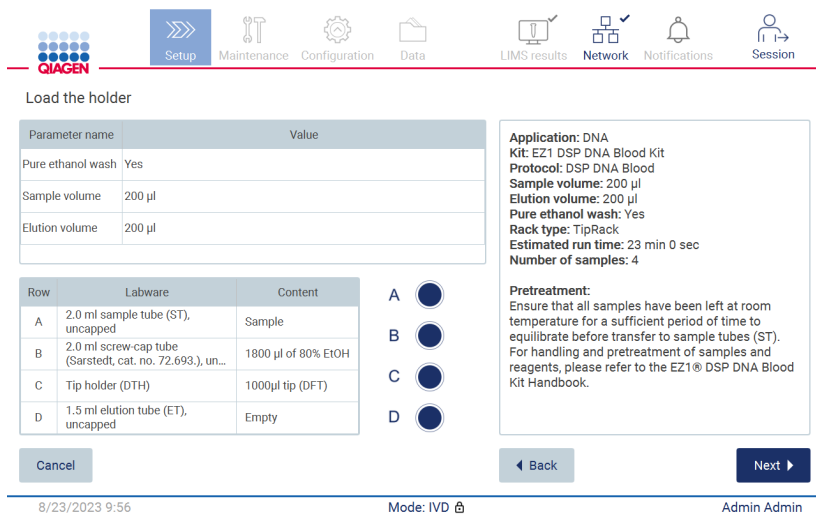 QIAGEN
Setup
Maintenance
Configuration
Data
LIMS results
Network
Notifications
Session
Load the holder
Parameter name
Value
Pure ethanol wash
Yes
Sample volume
200 µl
Elution volume
200 µl
Row
Labware
Content
A
2.0 ml sample tube (ST),
uncapped
Sample
B
2.0 ml screw-cap tube
(Sarstedt, cat. no. 72.693.), un...
1800 µl of 80% EtOH
C
Tip holder (DTH)
1000µl tip (DFT)
D
1.5 ml elution tube (ET),
uncapped
Empty
A
B
C
D
Application: DNA
Kit: EZ1 DSP DNA Blood Kit
Protocol: DSP DNA Blood
Sample volume: 200 µl
Elution volume: 200 µl
Pure ethanol wash: Yes
Rack type: TipRack
Estimated run time: 23 min 0 sec
Number of samples: 4
Pretreatment:
Ensure that all samples have been left at room
temperature for a sufficient period of time to
equilibrate before transfer to sample tubes (ST).
For handling and pretreatment of samples and
reagents, please refer to the EZ1® DSP DNA Blood
Kit Handbook.
Cancel
Back
Next
8/23/2023 9:56
Mode: IVD
Admin Admin